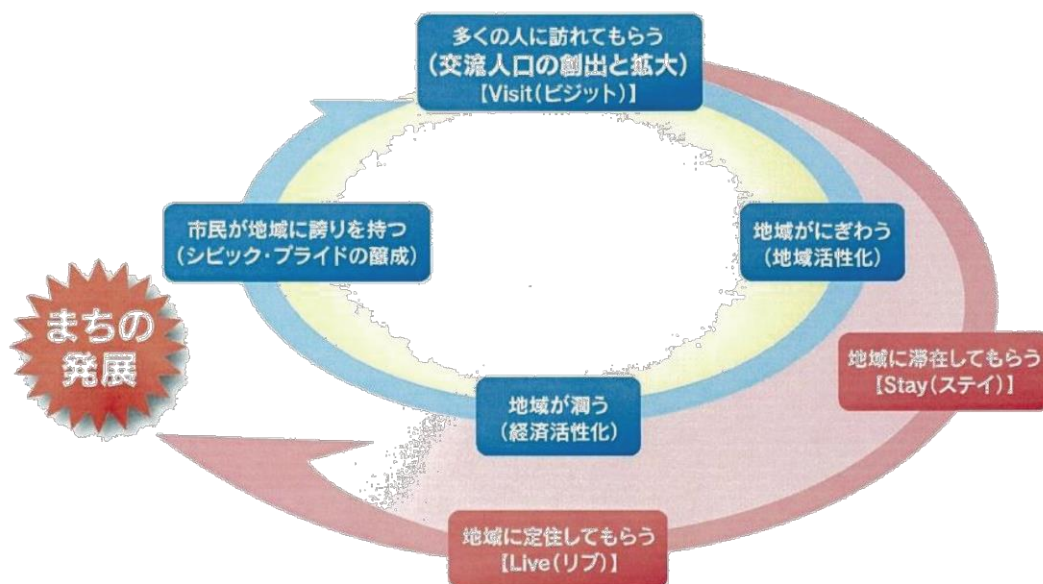 多くの人に訪れてもらう
(交流人口の創出と拡大)
【Visit(ビジット)】
市民が地域に誇りを持つ
(シビック・プライドの醸成)
地域がにぎわう
(地域活性化)
まちの
発展
地域に滞在してもらう
【Stay(ステイ)】
地域が潤う
(経済活性化)
地域に定住してもらう
【Live(リブ)】